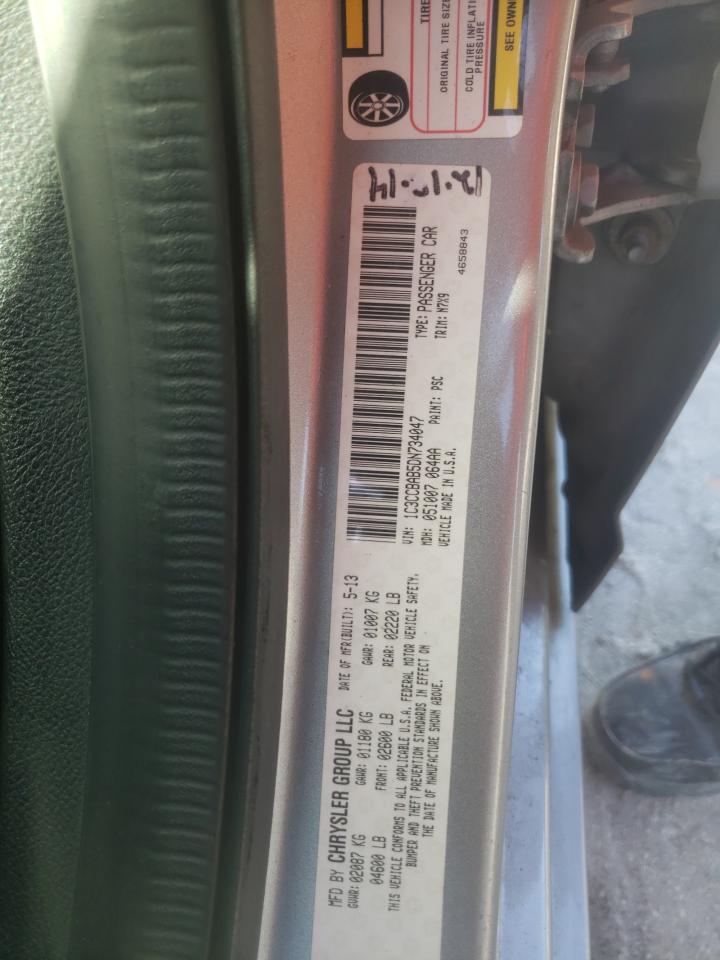 TIRE
ORIGINAL TIRE SIZE
COLD TIRE INFLATI
PRESSURE
SEE OWN
MFD BY CHRYSLER GROUP LLC
DATE OF MFR(BUILT): 5-13
GVWR: 02087 KG
GAWR: 01180 KG
GAWR: 01007 KG
04600 LB
FRONT: 02600 LB
REAR: 02220 LB
THIS VEHICLE CONFORMS TO ALL APPLICABLE U.S.A. FEDERAL MOTOR VEHICLE SAFETY,
BUMPER AND THEFT PREVENTION STANDARDS IN EFFECT ON
THE DATE OF MANUFACTURE SHOWN ABOVE.
VIN: 1C3CCBAB5DN734047
TYPE: PASSENGER CAR
MDH: 051007 064AA
PAINT: PSC
TRIM: M7X9
VEHICLE MADE IN U.S.A.
4658843